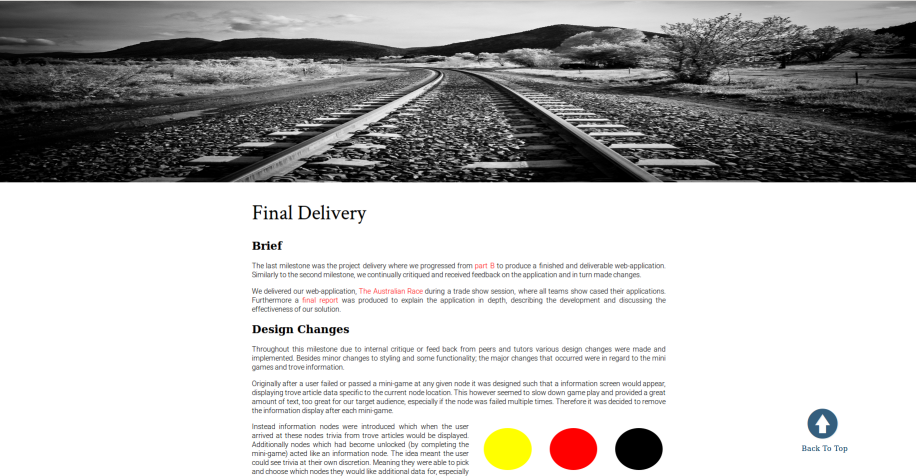 Final Delivery
Brief
The last milestone was the project delivery where we progressed from part B to produce a finished and deliverable web-application.
Similarly to the second milestone, we continually critiqued and received feedback on the application and in turn made changes.
We delivered our web-application, The Australian Race during a trade show session, where all teams show cased their applications.
Furthermore a final report was produced to explain the application in depth, describing the development and discussing the
effectiveness of our solution.
Design Changes
Throughout this milestone due to internal critique or feed back from peers and tutors various design changes were made and
implemented. Besides minor changes to styling and some functionality, the major changes that occurred were in regard to the mini
games and trove information.
Originally after a user failed or passed a mini-game at any given node it was designed such that a information screen would appear,
displaying trove article data specific to the current node location. This however seemed to slow down game play and provided a great
amount of text, too great for our target audience, especially if the node was failed multiple times. Therefore it was decided to remove
the information display after each mini-game.
Instead information nodes were introduced which when the user
arrived at these nodes trivia from trove articles would be displayed.
Additionally nodes which had become unlocked (by completing the
mini-game) acted like an information node. The idea meant the user
could see trivia at their own discretion. Meaning they were able to pick
and choose which nodes they would like additional data for, especially
Back To Top